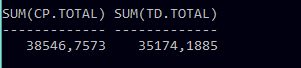 SUM(CP.TOTAL) SUM(TD.TOTAL)
------------- -------------
38546,7573 35174,1885